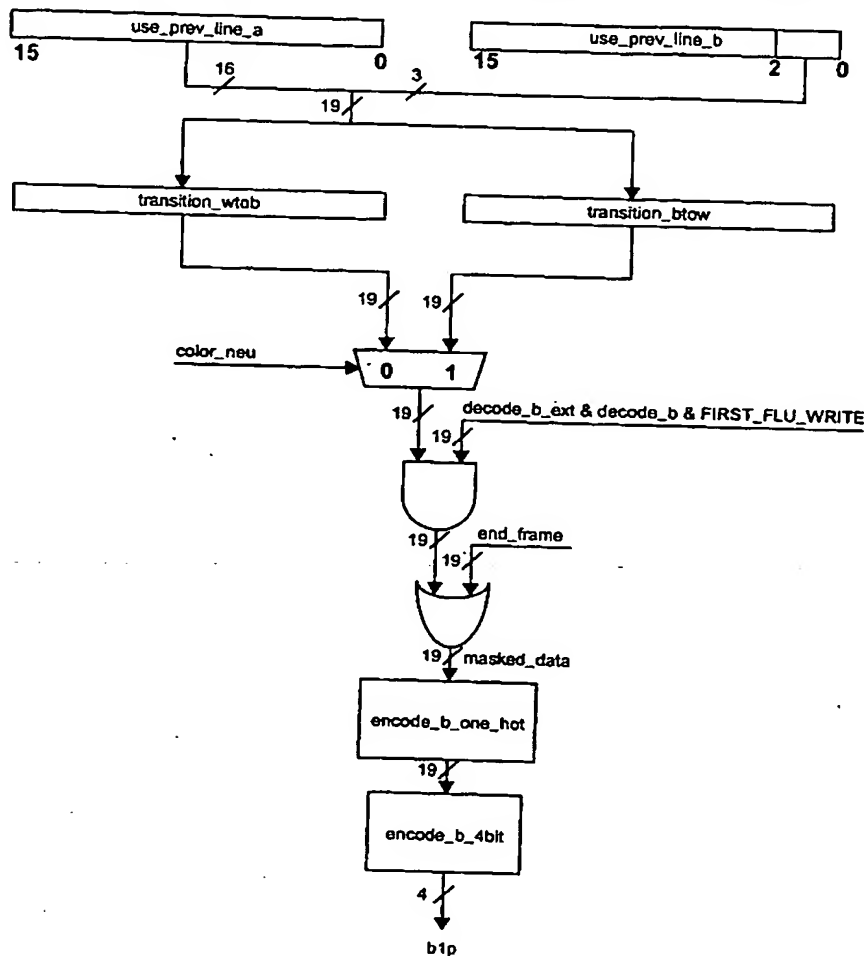 use_prev_line_a
use_prev_line_b
15
0
15
2
0
16
3
19
transition_wtob
transition_btow
19
19
color_neu
0
1
19
decode_b_ext & decode_b & FIRST_FLU_WRITE
19
19
end_frame
19
19
masked_data
encode_b_one_hot
19
encode_b_4bit
4
b1p